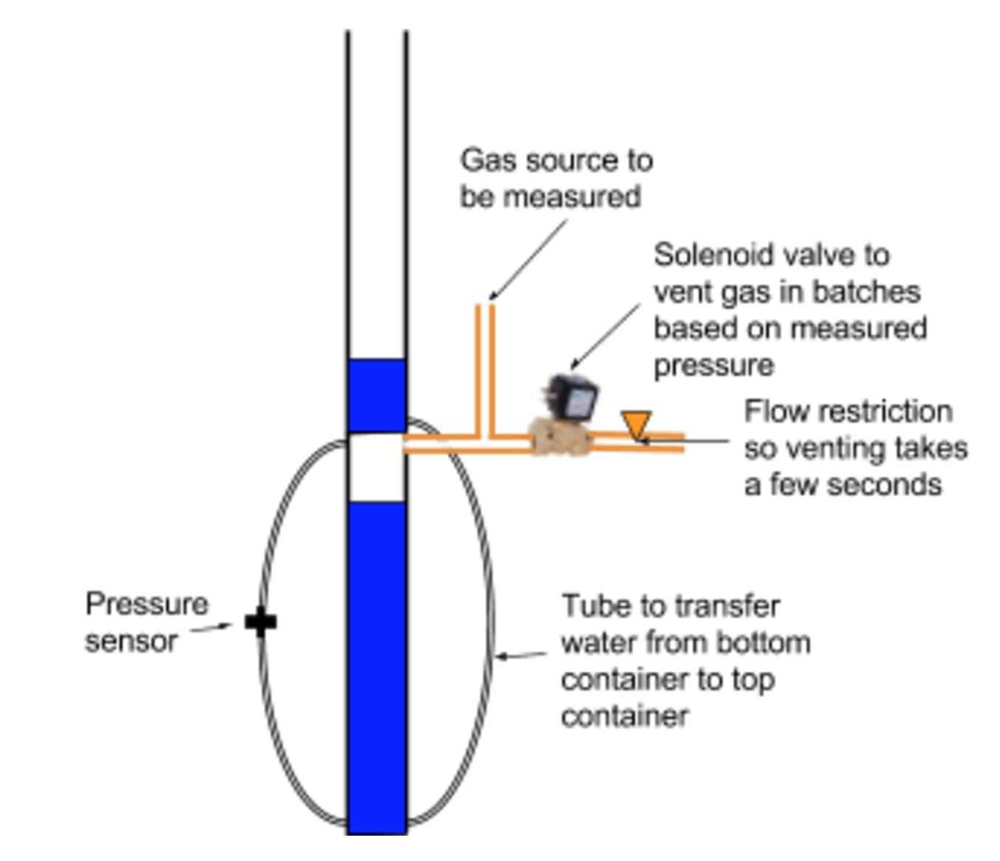 Gas source to
be measured
Solenoid valve to
vent gas in batches
based on measured
pressure
Flow restriction
so venting takes
a few seconds
Pressure
sensor
Tube to transfer
water from bottom
container to top
container